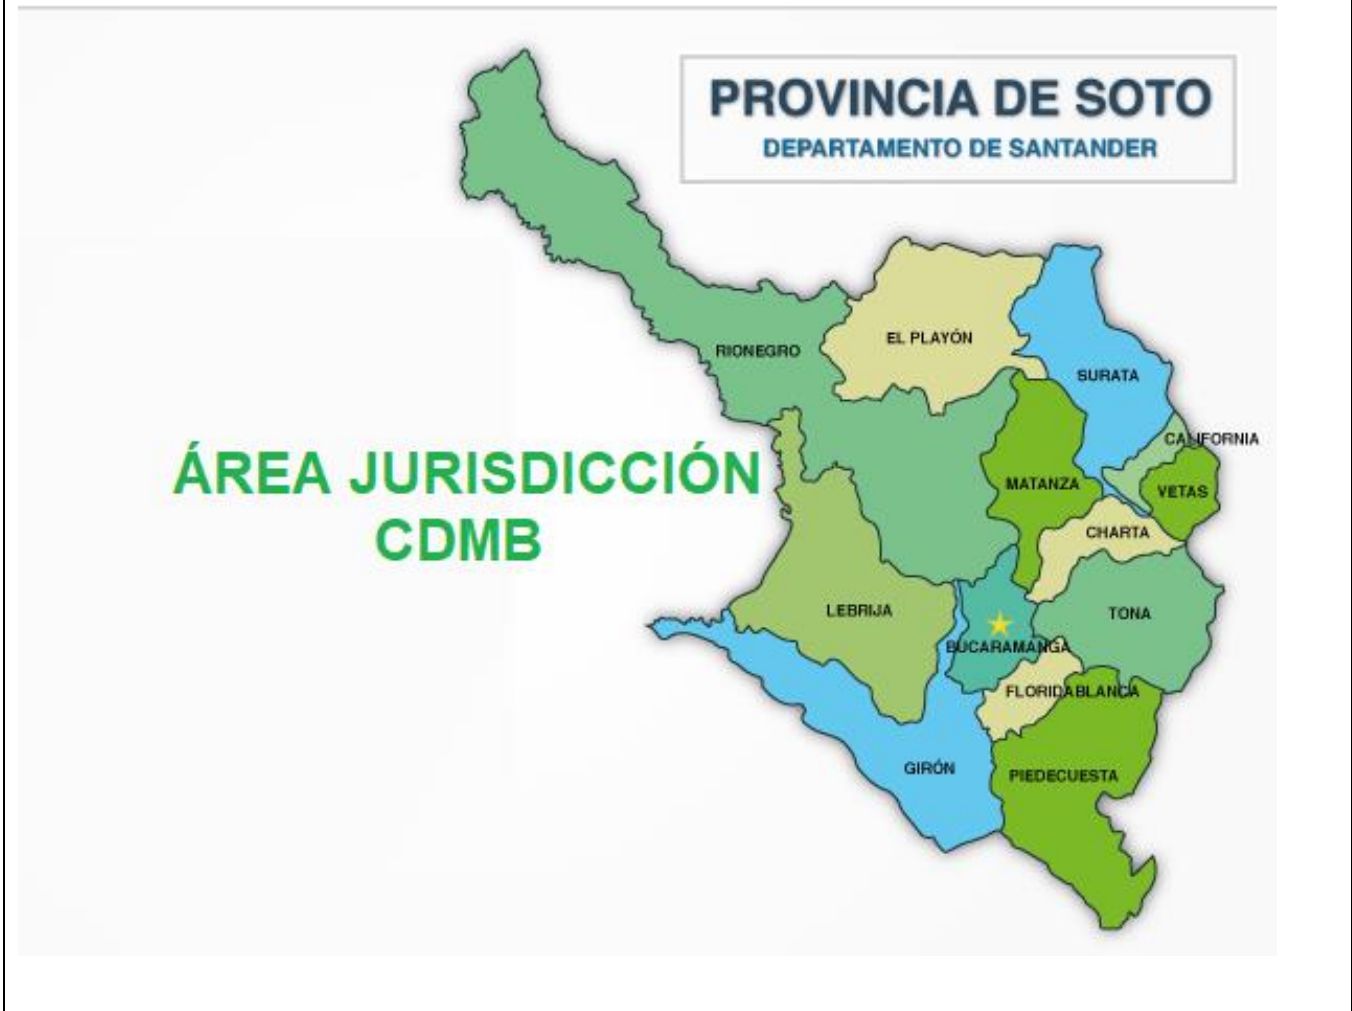 PROVINCIA DE SOTO
DEPARTAMENTO DE SANTANDER
EL PLAYÓN
RIONEGRO
SURATA
CALIFORNIA
ÁREA JURISDICCIÓN
CDMB
MATANZA
VETAS
CHARTA
LEBRIJA
TONA
BUCARAMANGA
FLORIDABLANCA
GIRÓN
PIEDECUESTA